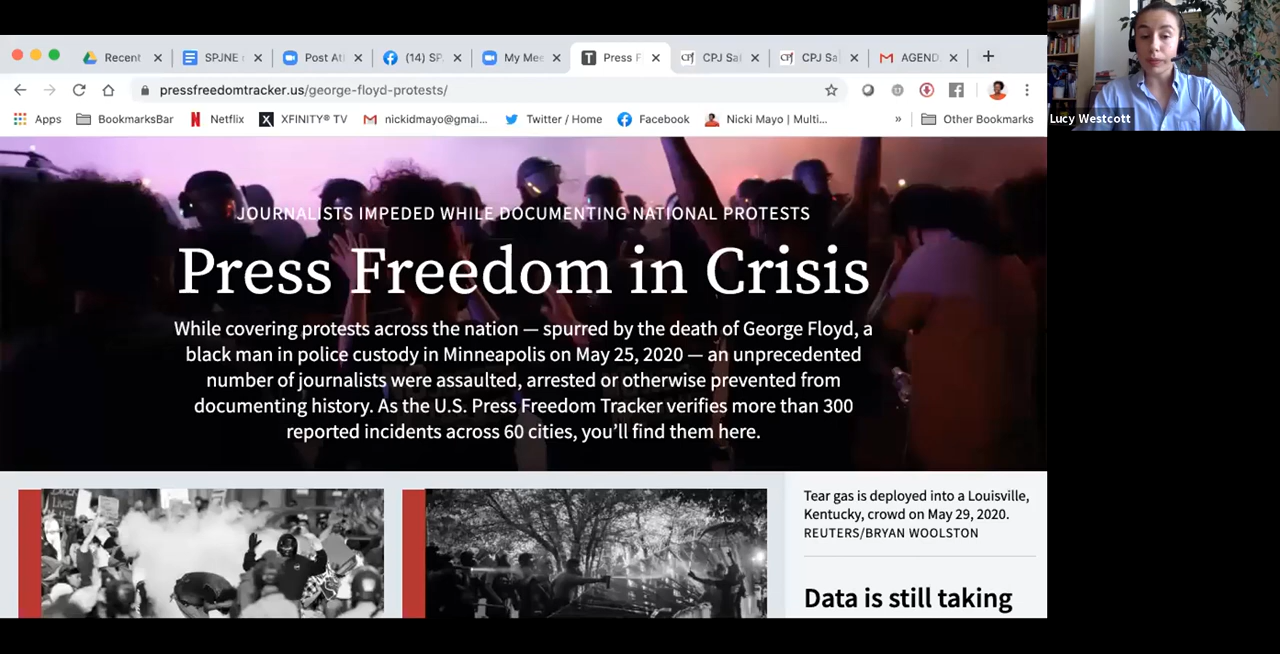 Recent
SPJNE
Post Ati
(14) SP.
My Mee
Press F
CPJ Sa
CPJ Sa
AGEND.
pressfreedomtracker.us/george-floyd-protests/
Apps
BookmarksBar
Netflix
XFINITY® TV
nickidmayo@gmai...
Twitter / Home
Facebook
Nicki Mayo | Multi...
»
Other Bookmarks
Lucy Westcott
JOURNALISTS IMPEDED WHILE DOCUMENTING NATIONAL PROTESTS
Press Freedom in Crisis
While covering protests across the nation — spurred by the death of George Floyd, a
black man in police custody in Minneapolis on May 25, 2020 — an unprecedented
number of journalists were assaulted, arrested or otherwise prevented from
documenting history. As the U.S. Press Freedom Tracker verifies more than 300
reported incidents across 60 cities, you’ll find them here.
Tear gas is deployed into a Louisville,
Kentucky, crowd on May 29, 2020.
REUTERS/BRYAN WOOLSTON
Data is still taking